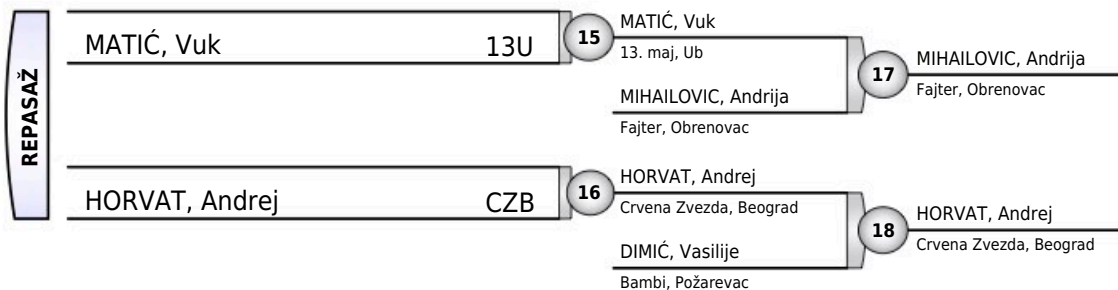 REPASAŽ
MATIĆ, Vuk 13U
15
MATIĆ, Vuk
13. maj, Ub
MIHAILOVIC, Andrija
Fajter, Obrenovac
17
MIHAILOVIC, Andrija
Fajter, Obrenovac
HORVAT, Andrej CZB
16
HORVAT, Andrej
Crvena Zvezda, Beograd
DIMIĆ, Vasilije
Bambi, Požarevac
18
HORVAT, Andrej
Crvena Zvezda, Beograd